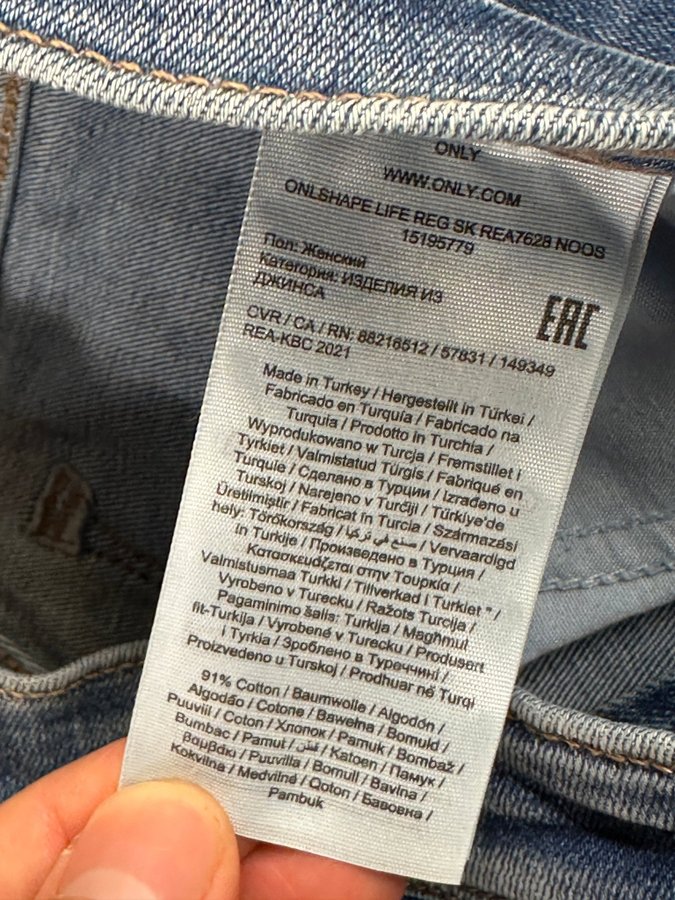 ONLY
WWW.ONLY.COM
ONLSHAPE LIFE REG SK REA7628 NOOS
15195779
Пол: Женский
Категория: ИЗДЕЛИЯ ИЗ
ДЖИНСА
EAC
CVR / CA / RN: 88216512 / 57831 / 149349
REA-KBC 2021
Made in Turkey / Hergestellt in Türkei /
Fabricado en Turquía / Fabricado na
Turquia / Prodotto in Turchia /
Wyprodukowano w Turcja / Fremstillet i
Tyrkiet / Valmistatud Türgis / Fabriqué en
Turquie / Сделано в Турции / Izrađeno u
Turskoj / Narejeno v Turčiji / Türkiye'de
Üretilmiştir / Fabricat în Turcia / Származási
hely: Törökország / صنع في تركيا / Vervaardigd
in Turkije / Произведено в Турция /
Κατασκευάζεται στην Τουρκία /
Valmistusmaa Turkki / Tillverkad i Turkiet " /
Vyrobeno v Turecku / Ražots Turcija /
Pagaminimo šalis: Turkija / Magħmul
fit-Turkija / Vyrobené v Turecku / Produsert
i Tyrkia / Зроблено в Туреччині /
Proizvedeno u Turskoj / Prodhuar në Turqi
91% Cotton / Baumwolle / Algodón /
Algodão / Cotone / Bawełna / Bomuld /
Puuvill / Coton / Хлопок / Pamuk / Bombaž /
Bumbac / Pamut / قطن / Katoen / Памук /
Βαμβάκι / Puuvilla / Bomull / Bavlna /
Kokvilna / Medvilnė / Qoton / Бавовна /
Pambuk